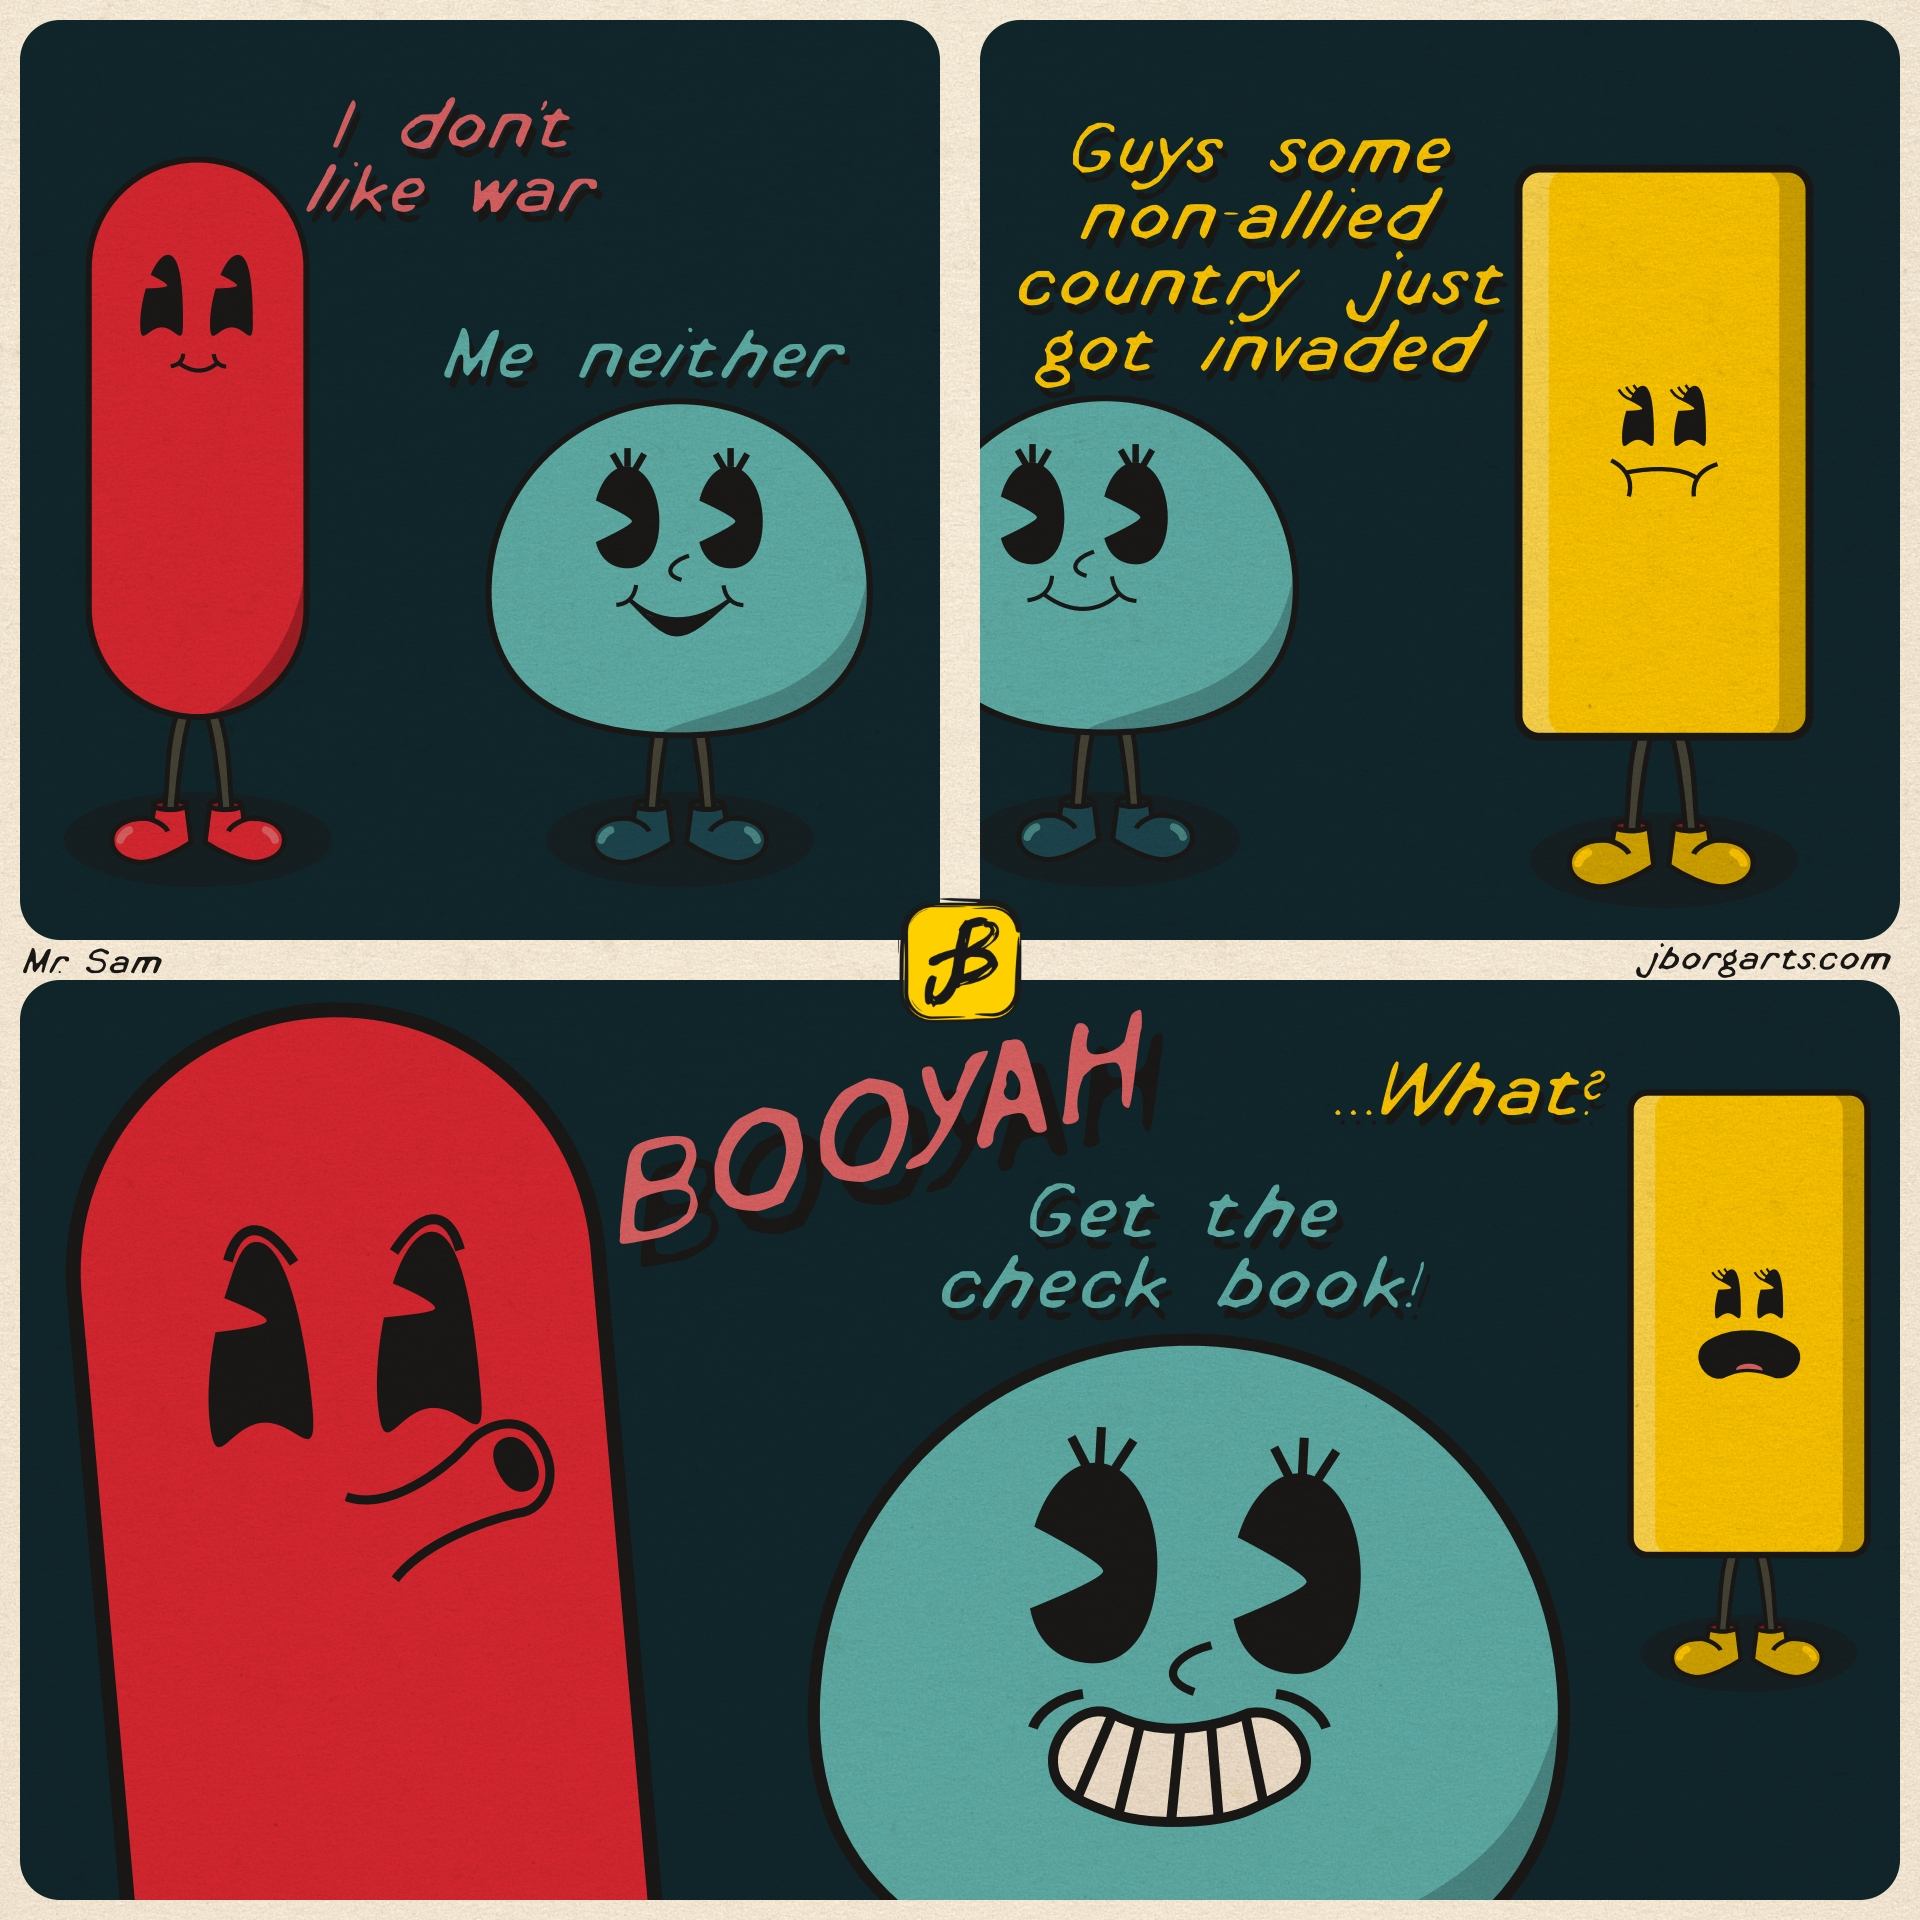 I don't
like war
Me neither
Guys some
non-allied
country just
got invaded
Mr. Sam
JB
jborgarts.com
BOOYAH
...What?
Get the
check book!